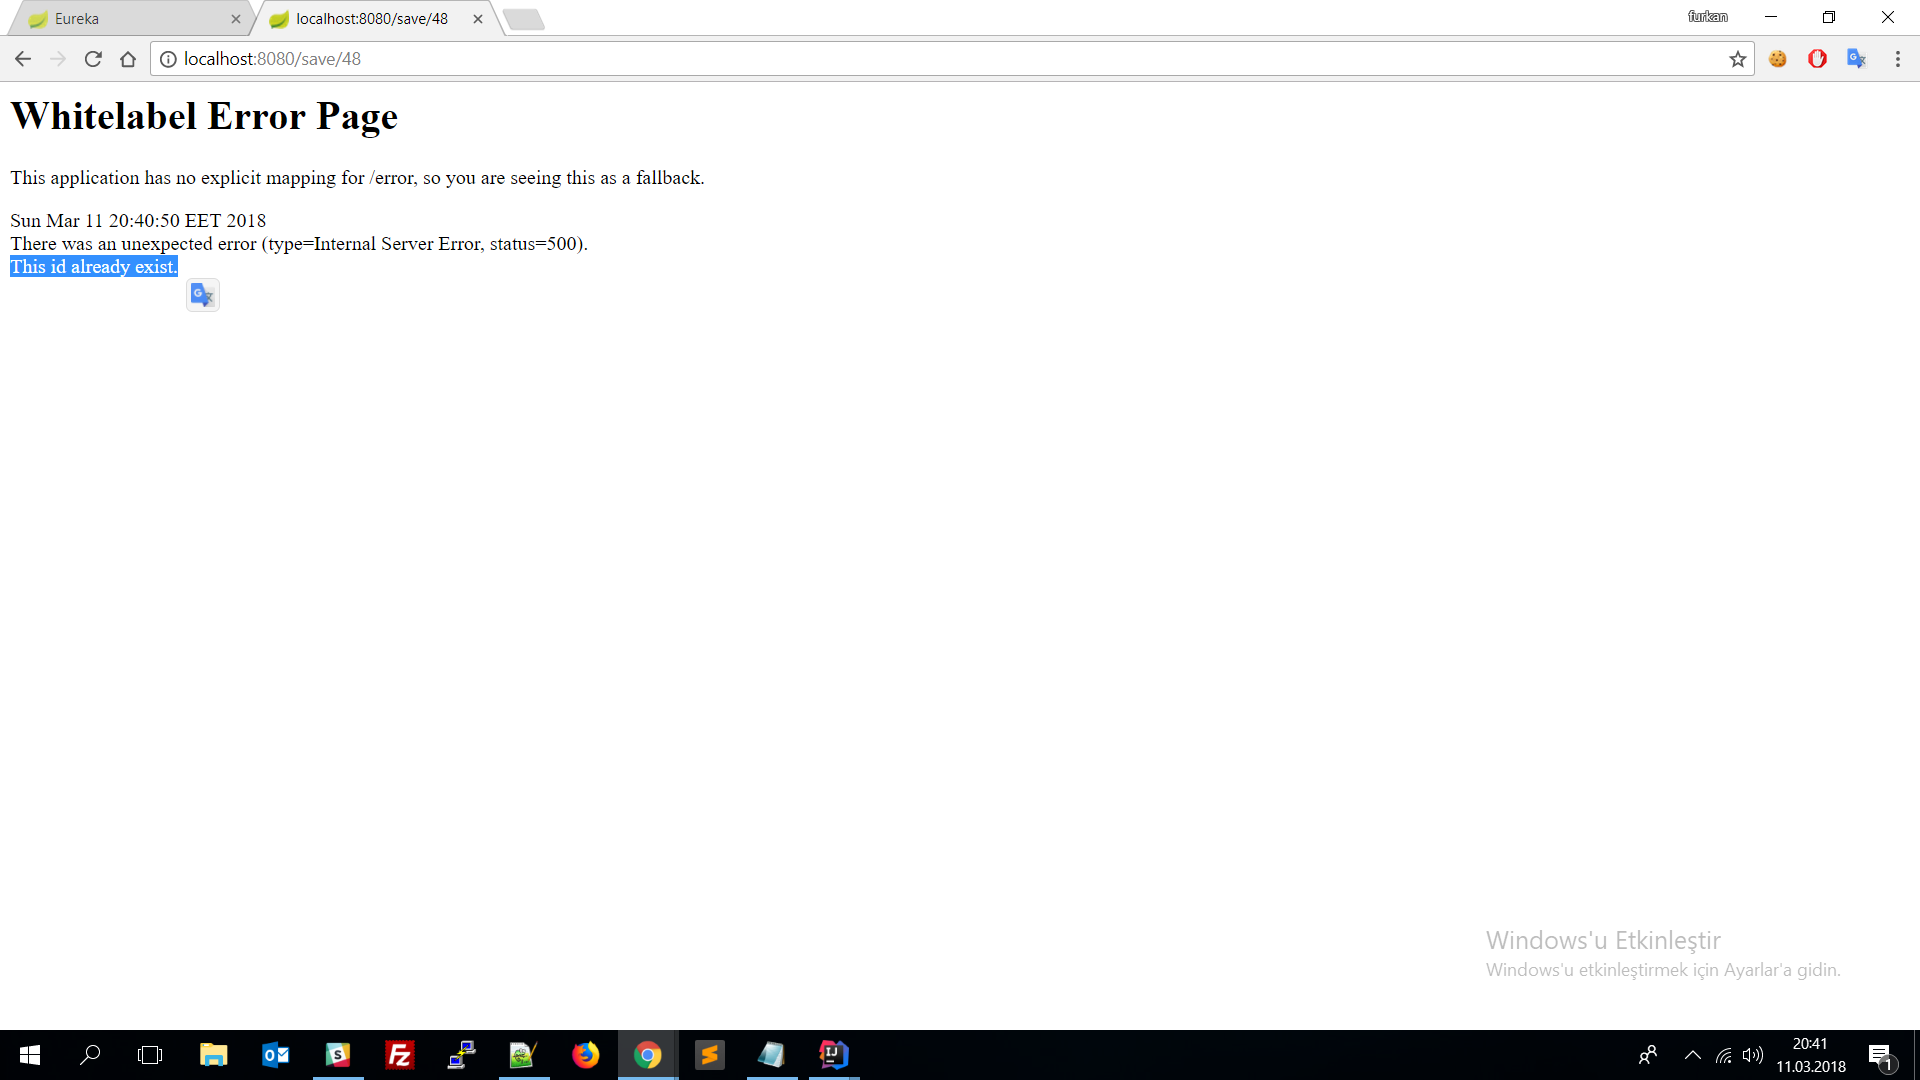 Eureka
localhost:8080/save/48
furkan
localhost:8080/save/48
Whitelabel Error Page
This application has no explicit mapping for /error, so you are seeing this as a fallback.
Sun Mar 11 20:40:50 EET 2018
There was an unexpected error (type=Internal Server Error, status=500).
This id already exist.
Windows'u Etkinleştir
Windows'u etkinleştirmek için Ayarlar'a gidin.
20:41
11.03.2018
1